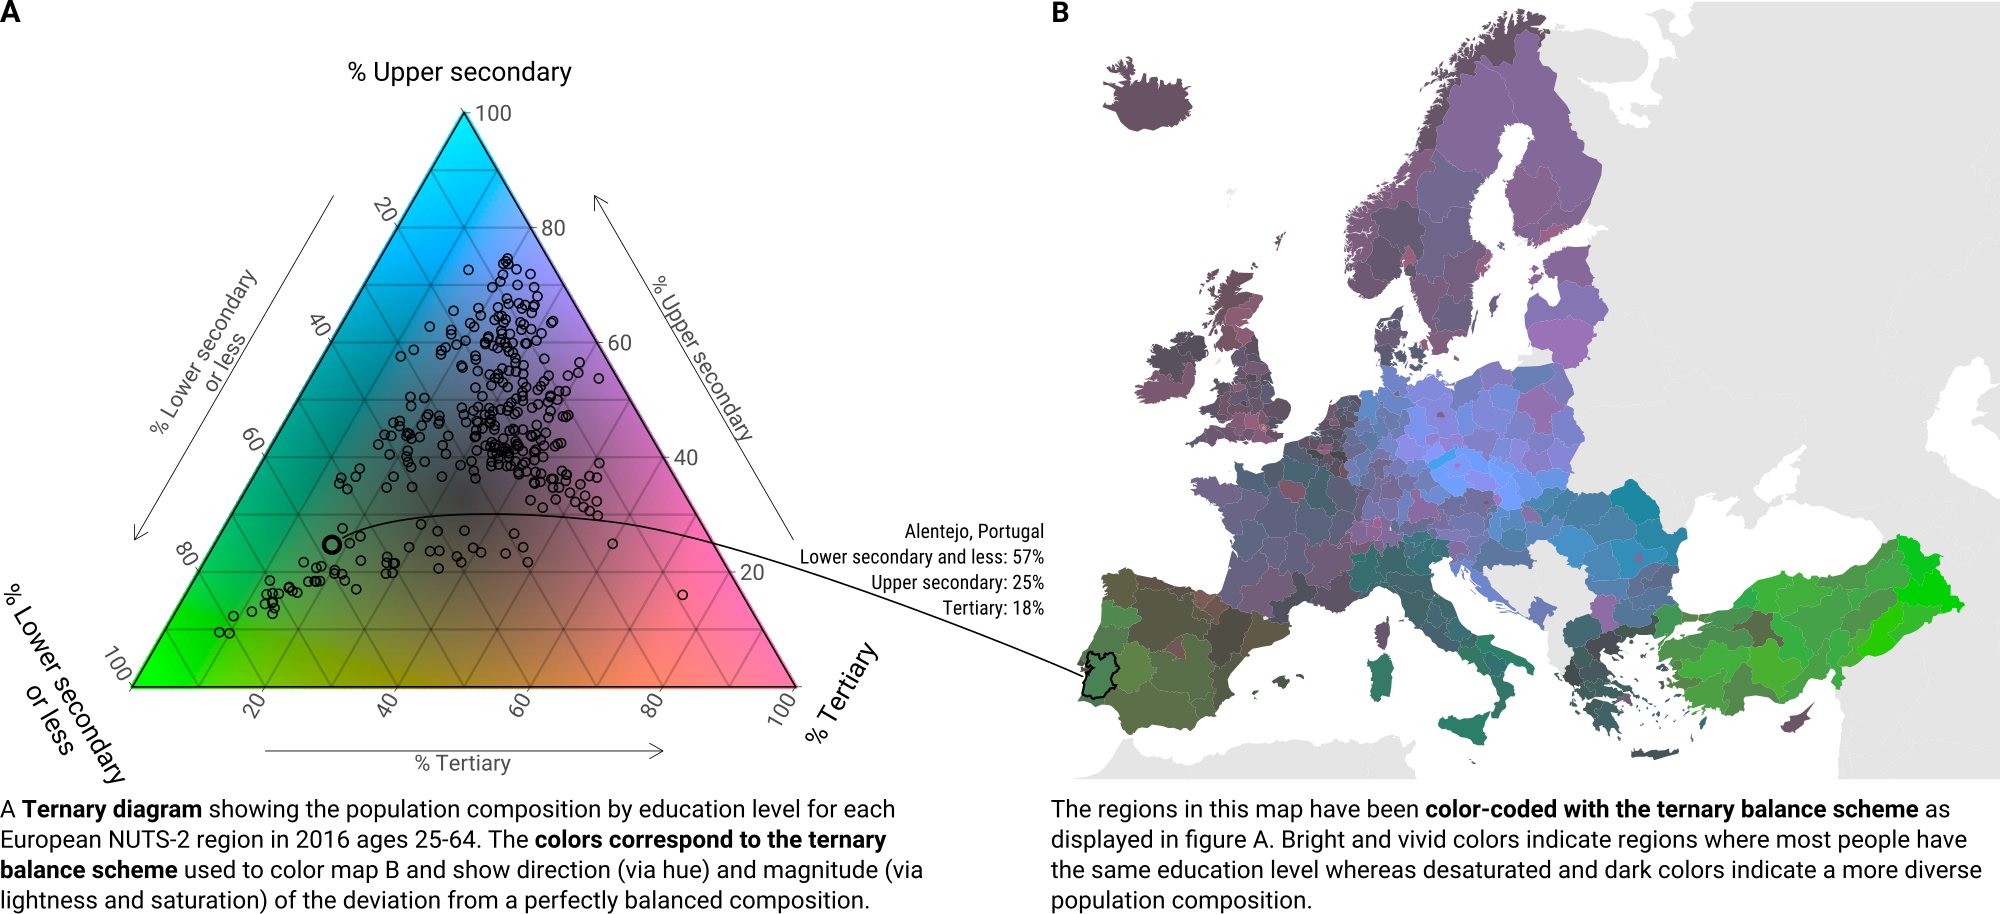 A
% Upper secondary
100
80
60
40
20
% Upper secondary
20
40
60
80
100
% Lower secondary
or less
% Lower secondary
or less
20
40
60
80
100
% Tertiary
% Tertiary
Alentejo, Portugal
Lower secondary and less: 57%
Upper secondary: 25%
Tertiary: 18%
A Ternary diagram showing the population composition by education level for each
European NUTS-2 region in 2016 ages 25-64. The colors correspond to the ternary
balance scheme used to color map B and show direction (via hue) and magnitude (via
lightness and saturation) of the deviation from a perfectly balanced composition.
B
The regions in this map have been color-coded with the ternary balance scheme as
displayed in figure A. Bright and vivid colors indicate regions where most people have
the same education level whereas desaturated and dark colors indicate a more diverse
population composition.